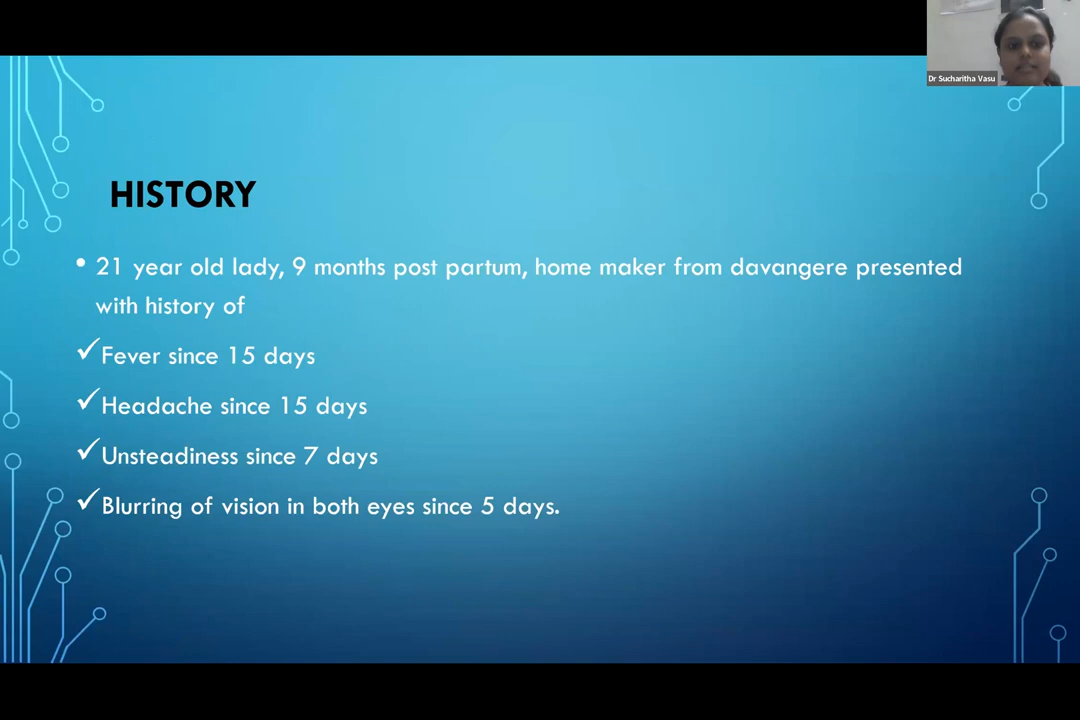 Dr Sucharitha Vasu
HISTORY
• 21 year old lady, 9 months post partum, home maker from davangere presented
with history of
✓Fever since 15 days
✓Headache since 15 days
✓Unsteadiness since 7 days
✓Blurring of vision in both eyes since 5 days.